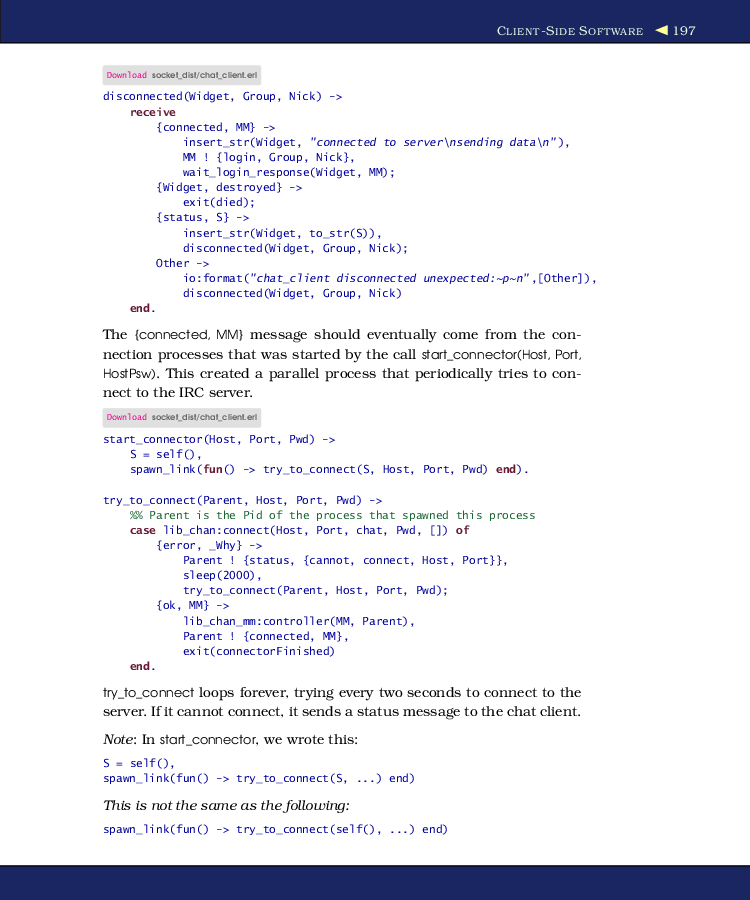 CLIENT-SIDE SOFTWARE ◀ 197
Download socket_dist/chat_client.erl
disconnected(Widget, Group, Nick) ->
    receive
        {connected, MM} ->
            insert_str(Widget, "connected to server\nsending data\n"),
            MM ! {login, Group, Nick},
            wait_login_response(Widget, MM);
        {Widget, destroyed} ->
            exit(died);
        {status, S} ->
            insert_str(Widget, to_str(S)),
            disconnected(Widget, Group, Nick);
        Other ->
            io:format("chat_client disconnected unexpected:~p~n",[Other]),
            disconnected(Widget, Group, Nick)
    end.
The {connected, MM} message should eventually come from the con-
nection processes that was started by the call start_connector(Host, Port,
HostPsw). This created a parallel process that periodically tries to con-
nect to the IRC server.
Download socket_dist/chat_client.erl
start_connector(Host, Port, Pwd) ->
    S = self(),
    spawn_link(fun() -> try_to_connect(S, Host, Port, Pwd) end).
try_to_connect(Parent, Host, Port, Pwd) ->
    %% Parent is the Pid of the process that spawned this process
    case lib_chan:connect(Host, Port, chat, Pwd, []) of
        {error, _Why} ->
            Parent ! {status, {cannot, connect, Host, Port}},
            sleep(2000),
            try_to_connect(Parent, Host, Port, Pwd);
        {ok, MM} ->
            lib_chan_mm:controller(MM, Parent),
            Parent ! {connected, MM},
            exit(connectorFinished)
    end.
try_to_connect loops forever, trying every two seconds to connect to the
server. If it cannot connect, it sends a status message to the chat client.
Note: In start_connector, we wrote this:
S = self(),
spawn_link(fun() -> try_to_connect(S, ...) end)
This is not the same as the following:
spawn_link(fun() -> try_to_connect(self(), ...) end)